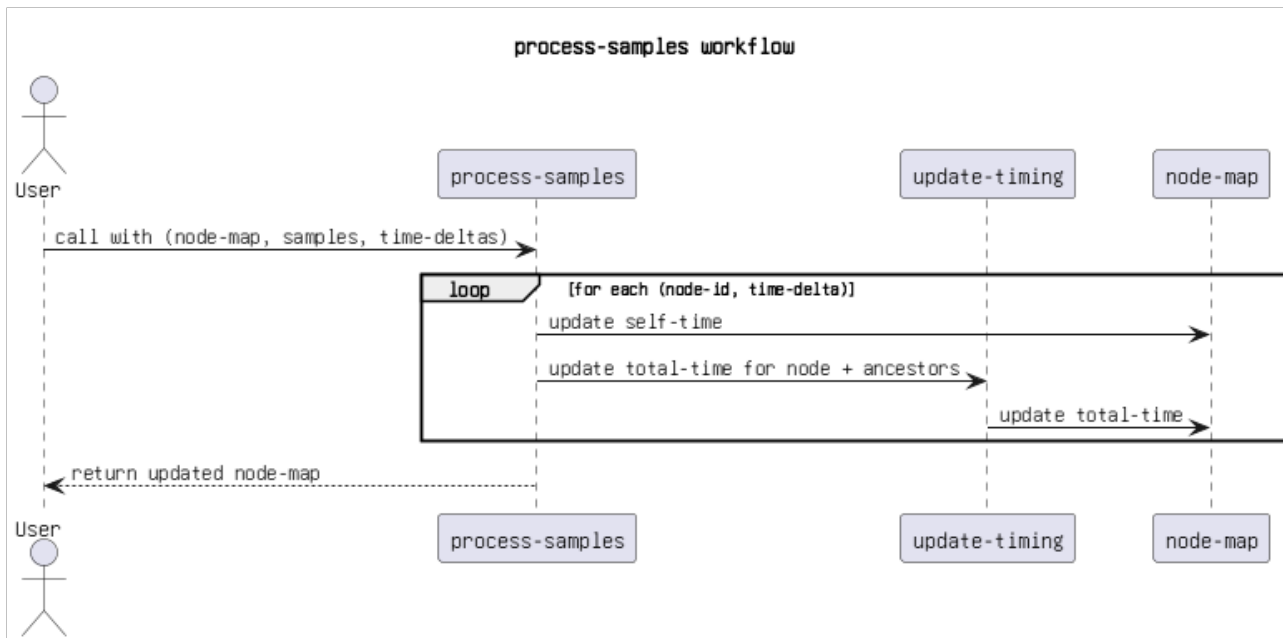 process-samples workflow
User
process-samples
update-timing
node-map
call with (node-map, samples, time-deltas)
loop
[for each (node-id, time-delta)]
update self-time
update total-time for node + ancestors
update total-time
return updated node-map
User
process-samples
update-timing
node-map